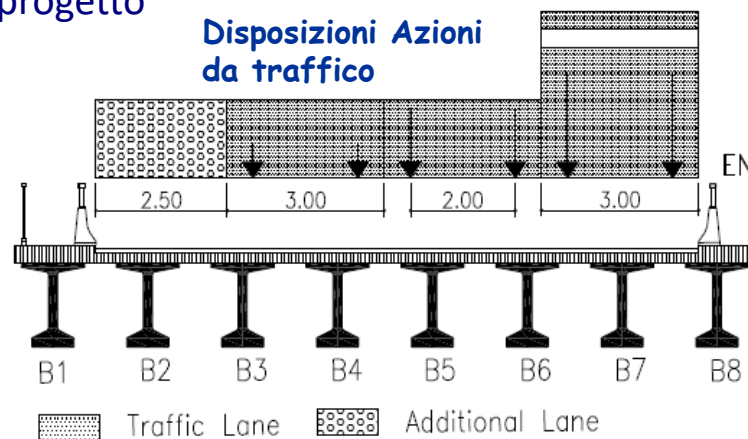 progetto
Disposizioni Azioni
da traffico
EN
2.50 3.00 2.00 3.00
B1 B2 B3 B4 B5 B6 B7 B8
Traffic Lane Additional Lane